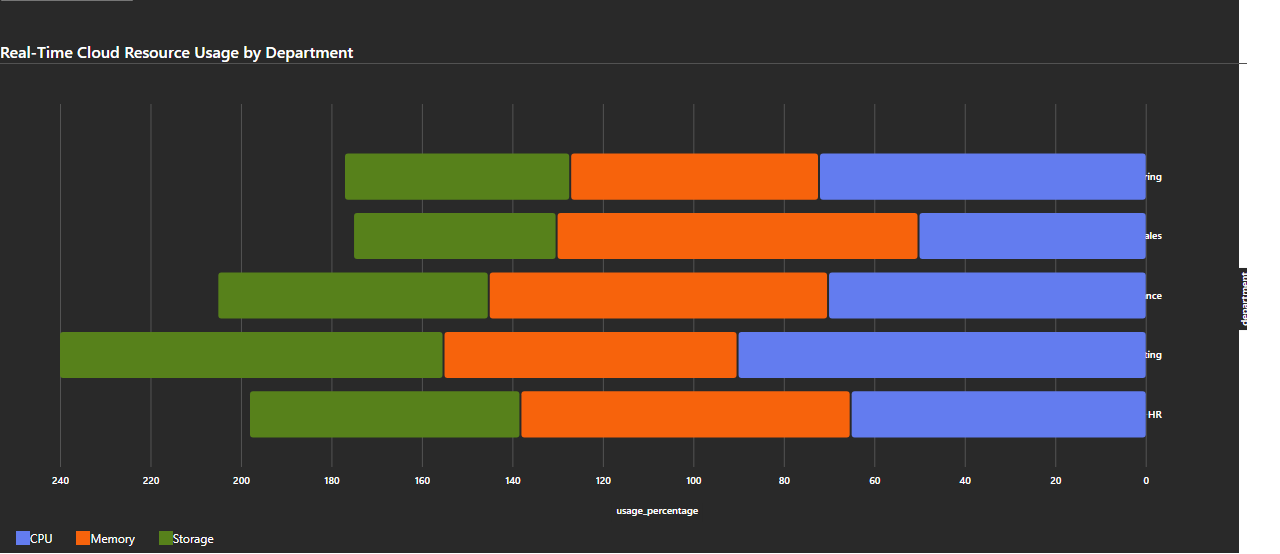 Real-Time Cloud Resource Usage by Department
ring
ales
nce
ting
HR
department
240 220 200 180 160 140 120 100 80 60 40 20 0
usage_percentage
CPU Memory Storage